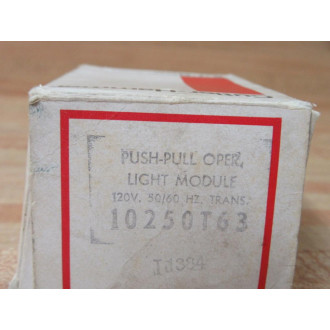 PUSH-PULL OPER.
LIGHT MODULE
120V. 50/60 HZ. TRANS.
10250T63